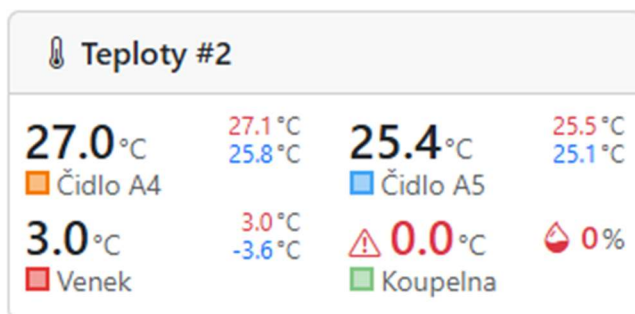 Teploty #2
27.0 °C 27.1 °C 25.8 °C
Čidlo A4
25.4 °C 25.5 °C 25.1 °C
Čidlo A5
3.0 °C 3.0 °C -3.6 °C
Venek
0.0 °C 0 %
Koupelna